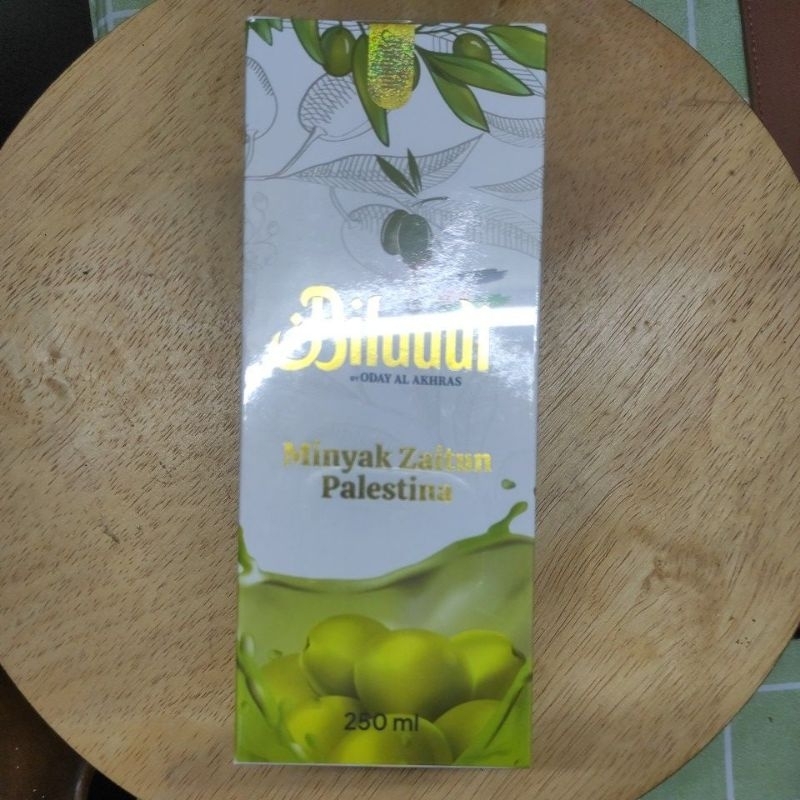 Biladi
BY ODAY AL AKHRAS
Minyak Zaitun
Palestina
250 ml